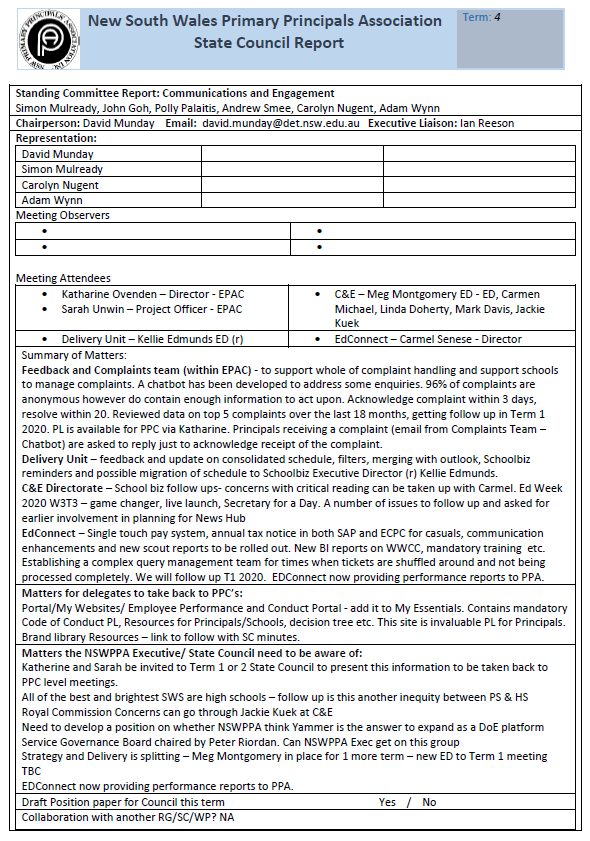 New South Wales Primary Principals Association
State Council Report
Term: 4
Standing Committee Report: Communications and Engagement
Simon Mulready, John Goh, Polly Palaitis, Andrew Smee, Carolyn Nugent, Adam Wynn
Chairperson: David Munday Email: david.munday@det.nsw.edu.au Executive Liaison: Ian Reeson
Representation:
David Munday
Simon Mulready
Carolyn Nugent
Adam Wynn
Meeting Observers
Meeting Attendees
• Katharine Ovenden – Director - EPAC
• Sarah Unwin – Project Officer - EPAC
• C&E – Meg Montgomery ED - ED, Carmen
Michael, Linda Doherty, Mark Davis, Jackie
Kuek
• Delivery Unit – Kellie Edmunds ED (r)
• EdConnect – Carmel Senese - Director
Summary of Matters:
Feedback and Complaints team (within EPAC) - to support whole of complaint handling and support schools
to manage complaints. A chatbot has been developed to address some enquiries. 96% of complaints are
anonymous however do contain enough information to act upon. Acknowledge complaint within 3 days,
resolve within 20. Reviewed data on top 5 complaints over the last 18 months, getting follow up in Term 1
2020. PL is available for PPC via Katharine. Principals receiving a complaint (email from Complaints Team –
Chatbot) are asked to reply just to acknowledge receipt of the complaint.
Delivery Unit – feedback and update on consolidated schedule, filters, merging with outlook, Schoolbiz
reminders and possible migration of schedule to Schoolbiz Executive Director (r) Kellie Edmunds.
C&E Directorate – School biz follow ups- concerns with critical reading can be taken up with Carmel. Ed Week
2020 W3T3 – game changer, live launch, Secretary for a Day. A number of issues to follow up and asked for
earlier involvement in planning for News Hub
EdConnect – Single touch pay system, annual tax notice in both SAP and ECPC for casuals, communication
enhancements and new scout reports to be rolled out. New BI reports on WWCC, mandatory training etc.
Establishing a complex query management team for times when tickets are shuffled around and not being
processed completely. We will follow up T1 2020. EDConnect now providing performance reports to PPA.
Matters for delegates to take back to PPC's:
Portal/My Websites/ Employee Performance and Conduct Portal - add it to My Essentials. Contains mandatory
Code of Conduct PL, Resources for Principals/Schools, decision tree etc. This site is invaluable PL for Principals.
Brand library Resources – link to follow with SC minutes.
Matters the NSWPPA Executive/ State Council need to be aware of:
Katherine and Sarah be invited to Term 1 or 2 State Council to present this information to be taken back to
PPC level meetings.
All of the best and brightest SWS are high schools – follow up is this another inequity between PS & HS
Royal Commission Concerns can go through Jackie Kuek at C&E
Need to develop a position on whether NSWPPA think Yammer is the answer to expand as a DoE platform
Service Governance Board chaired by Peter Riordan. Can NSWPPA Exec get on this group
Strategy and Delivery is splitting – Meg Montgomery in place for 1 more term – new ED to Term 1 meeting
TBC
EDConnect now providing performance reports to PPA.
Draft Position paper for Council this term Yes / No
Collaboration with another RG/SC/WP? NA